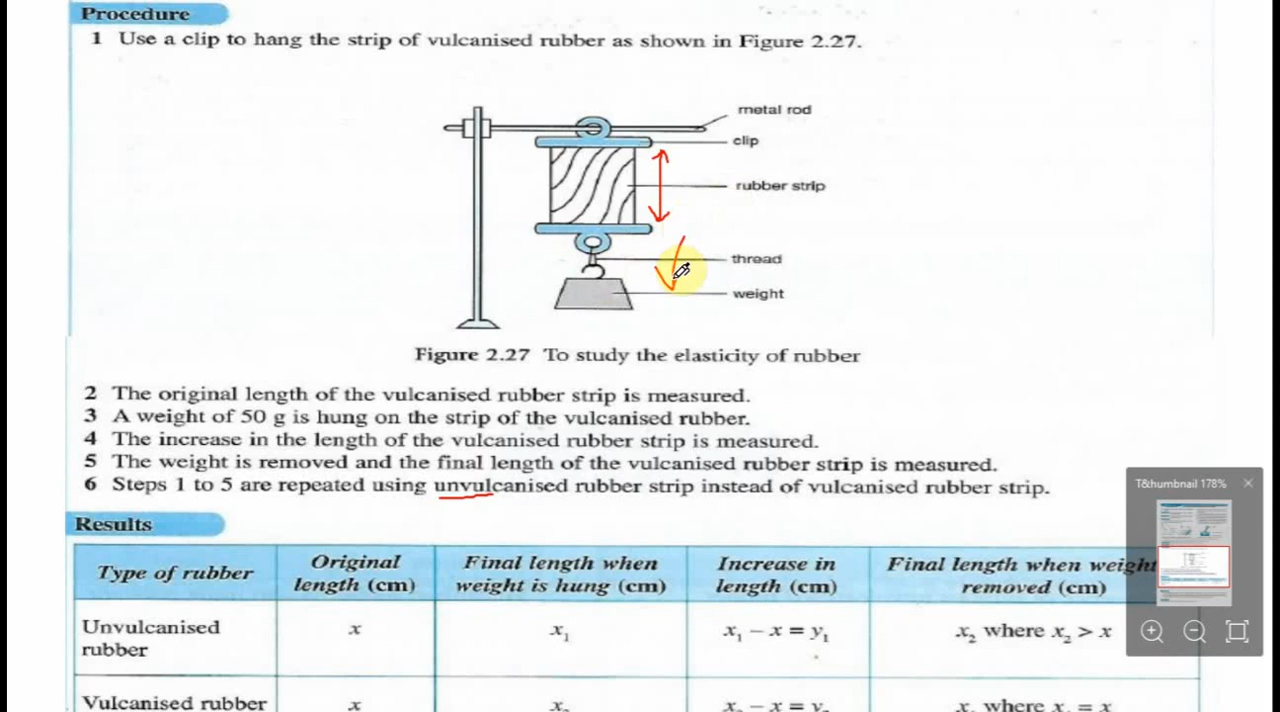 Procedure
1 Use a clip to hang the strip of vulcanised rubber as shown in Figure 2.27.
metal rod
clip
rubber strip
thread
weight
Figure 2.27 To study the elasticity of rubber
2 The original length of the vulcanised rubber strip is measured.
3 A weight of 50 g is hung on the strip of the vulcanised rubber.
4 The increase in the length of the vulcanised rubber strip is measured.
5 The weight is removed and the final length of the vulcanised rubber strip is measured.
6 Steps 1 to 5 are repeated using unvulcanised rubber strip instead of vulcanised rubber strip.
T&humbnail 178%
Results
Type of rubber
Original
length (cm)
Final length when
weight is hung (cm)
Increase in
length (cm)
Final length when weight
removed (cm)
Unvulcanised
rubber
x
x₁
x₁ – x = y₁
x₂ where x₂ > x
Vulcanised rubber
x